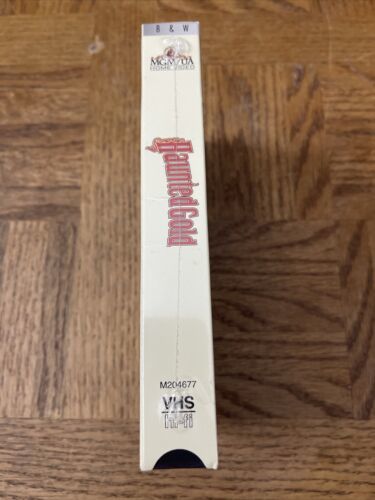 B & W
MGM/UA
HOME VIDEO
Haunted Gold
M204677
VHS
Hi-fi